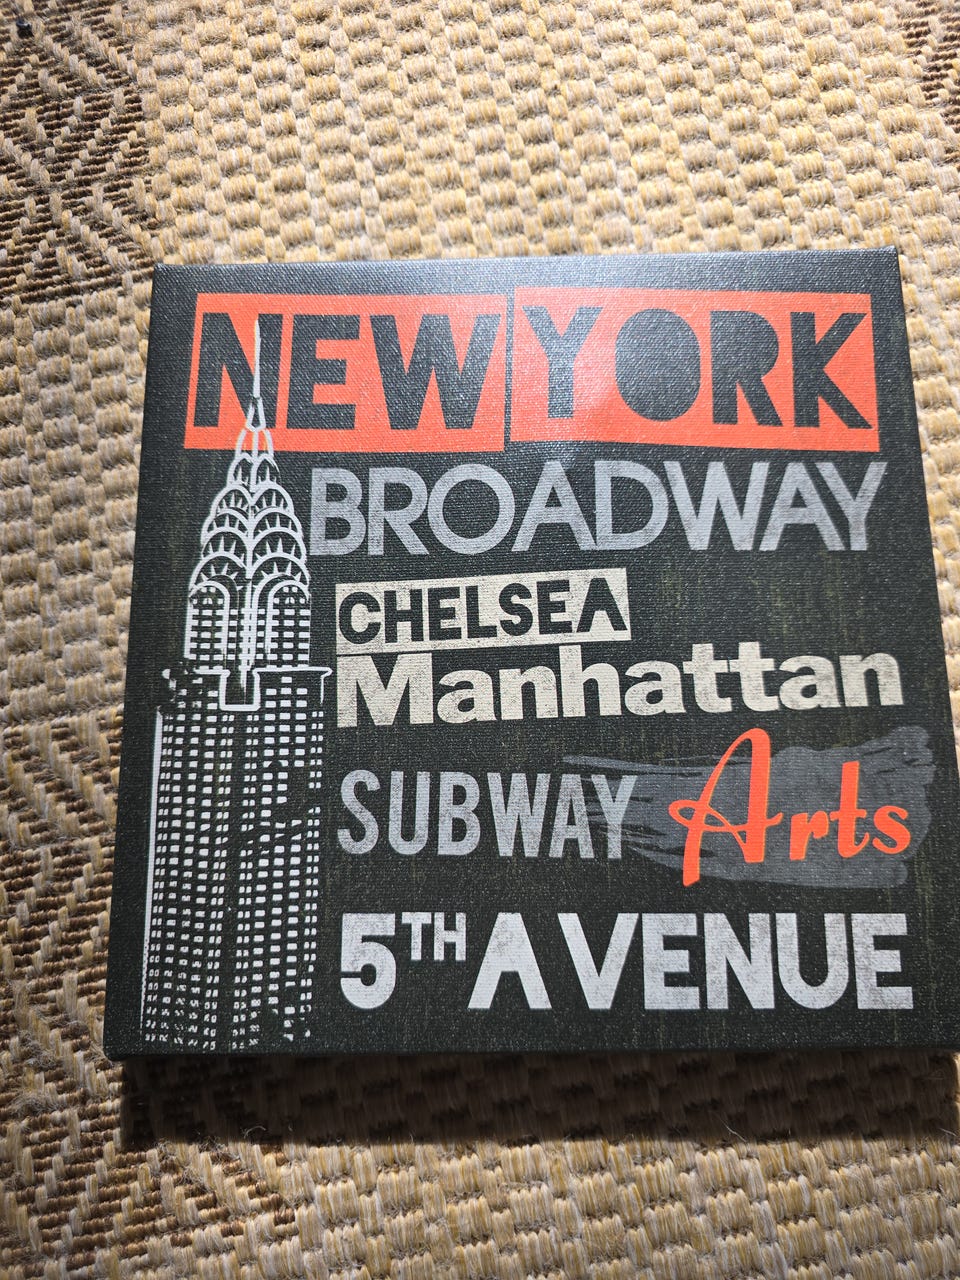 NEW YORK
BROADWAY
CHELSEA
Manhattan
SUBWAY Arts
5TH AVENUE